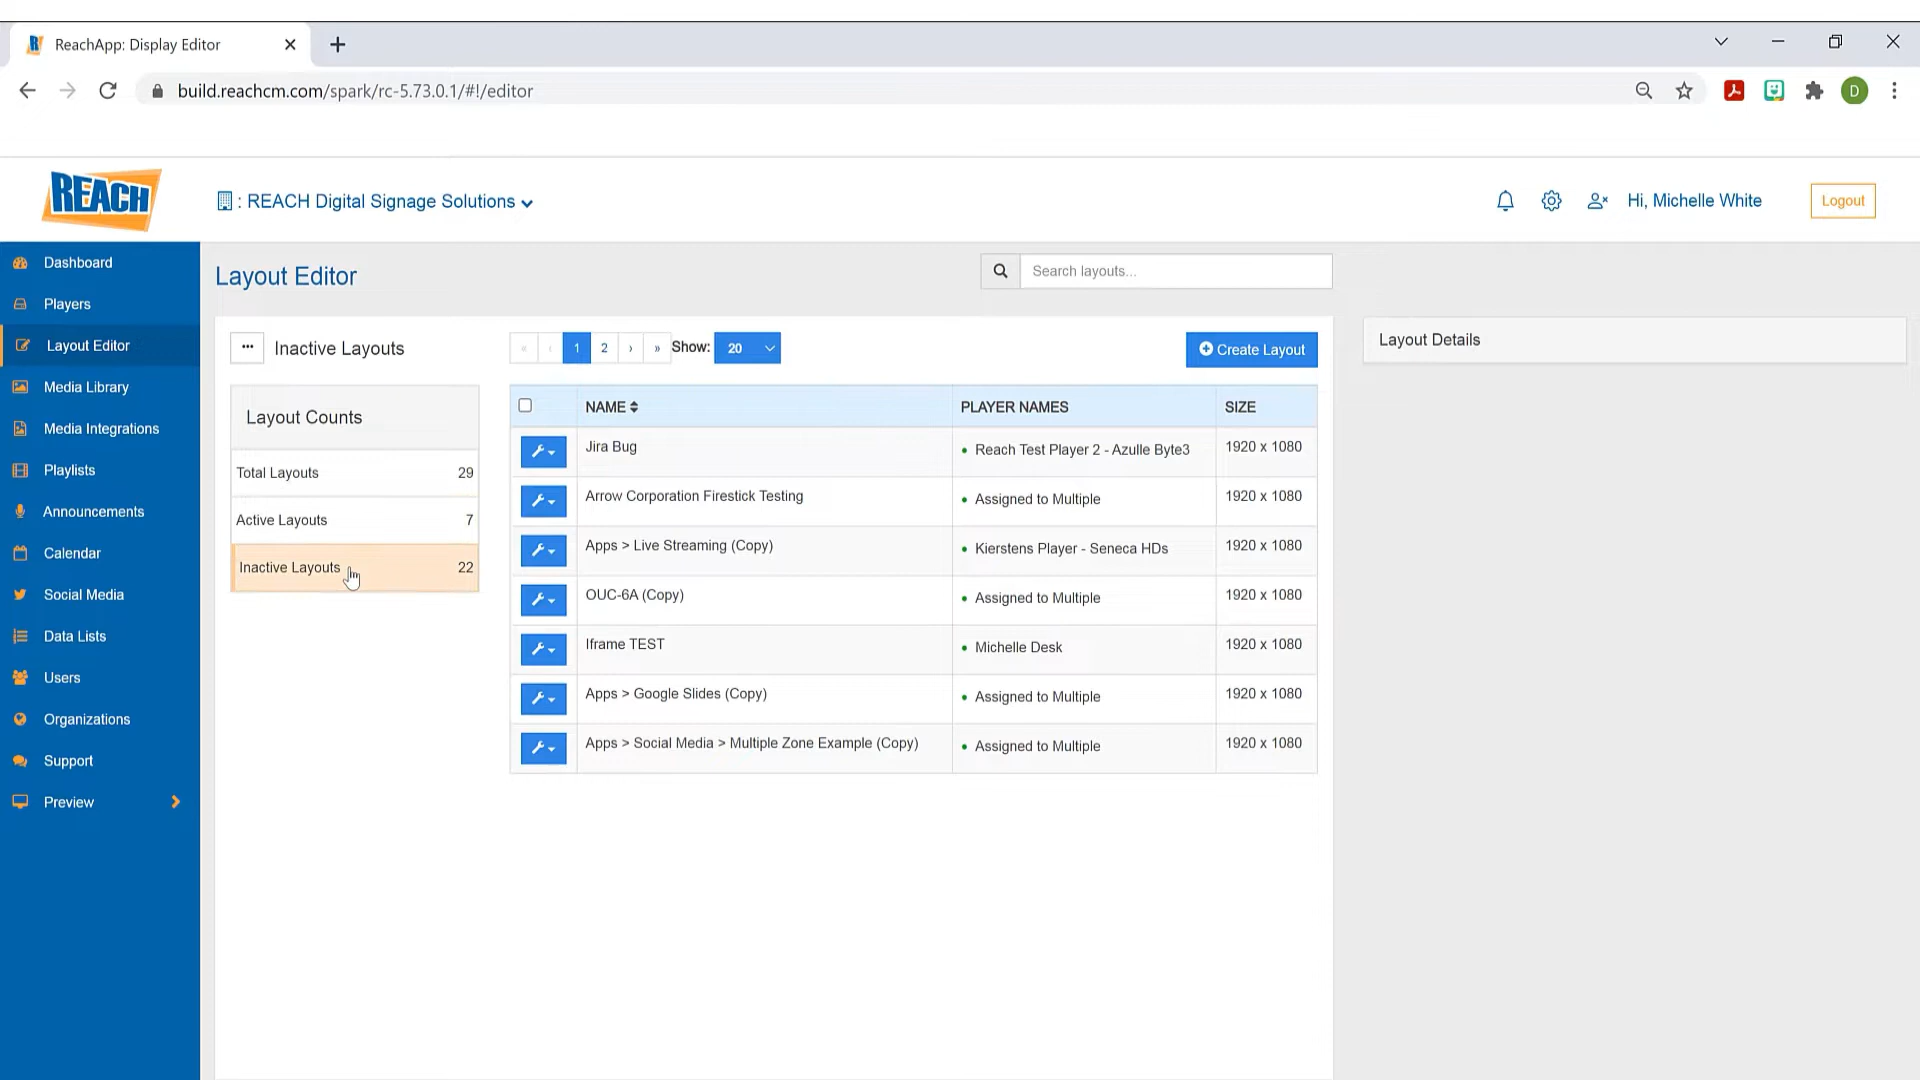 ReachApp: Display Editor
build.reachcm.com/spark/rc-5.73.0.1/#!/editor
D
REACH
: REACH Digital Signage Solutions
Hi, Michelle White
Logout
Dashboard
Players
Layout Editor
Media Library
Media Integrations
Playlists
Announcements
Calendar
Social Media
Data Lists
Users
Organizations
Support
Preview
Layout Editor
Search layouts...
... Inactive Layouts
« ‹ 1 2 › » Show: 20
Create Layout
Layout Counts
Total Layouts 29
Active Layouts 7
Inactive Layouts 22
NAME PLAYER NAMES SIZE
Jira Bug • Reach Test Player 2 - Azulle Byte3 1920 x 1080
Arrow Corporation Firestick Testing • Assigned to Multiple 1920 x 1080
Apps > Live Streaming (Copy) • Kierstens Player - Seneca HDs 1920 x 1080
OUC-6A (Copy) • Assigned to Multiple 1920 x 1080
Iframe TEST • Michelle Desk 1920 x 1080
Apps > Google Slides (Copy) • Assigned to Multiple 1920 x 1080
Apps > Social Media > Multiple Zone Example (Copy) • Assigned to Multiple 1920 x 1080
Layout Details